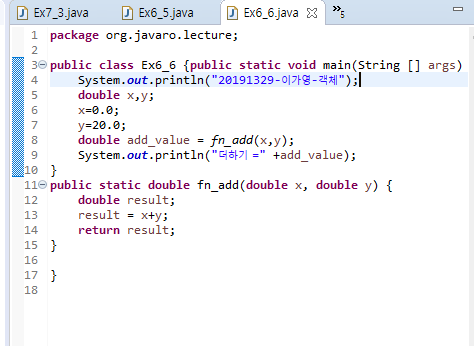 Ex7_3.java
Ex6_5.java
Ex6_6.java
»5
1 package org.javaro.lecture;
2
3 public class Ex6_6 {public static void main(String [] args)
4 System.out.println("20191329-이가영-객체");
5 double x,y;
6 x=0.0;
7 y=20.0;
8 double add_value = fn_add(x,y);
9 System.out.println("더하기 =" +add_value);
10 }
11 public static double fn_add(double x, double y) {
12 double result;
13 result = x+y;
14 return result;
15 }
16
17 }
18